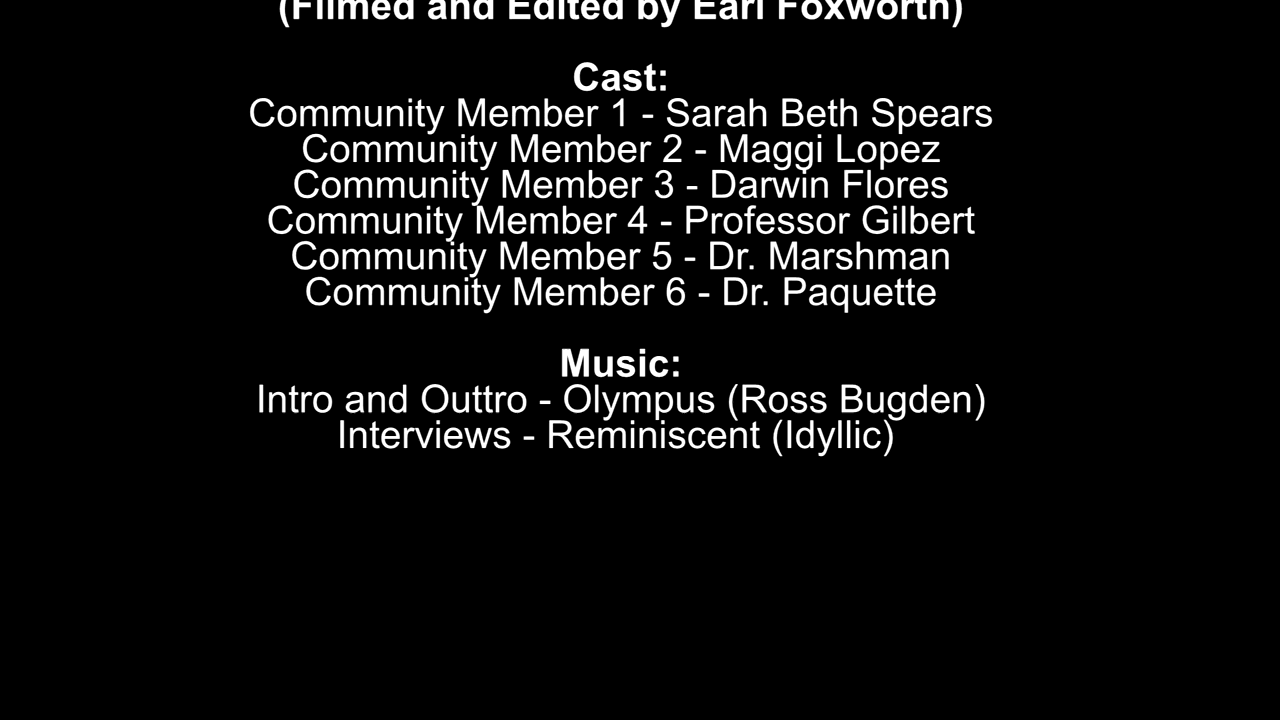 (Filmed and Edited by Earl Foxworth)
Cast:
Community Member 1 - Sarah Beth Spears
Community Member 2 - Maggi Lopez
Community Member 3 - Darwin Flores
Community Member 4 - Professor Gilbert
Community Member 5 - Dr. Marshman
Community Member 6 - Dr. Paquette
Music:
Intro and Outtro - Olympus (Ross Bugden)
Interviews - Reminiscent (Idyllic)